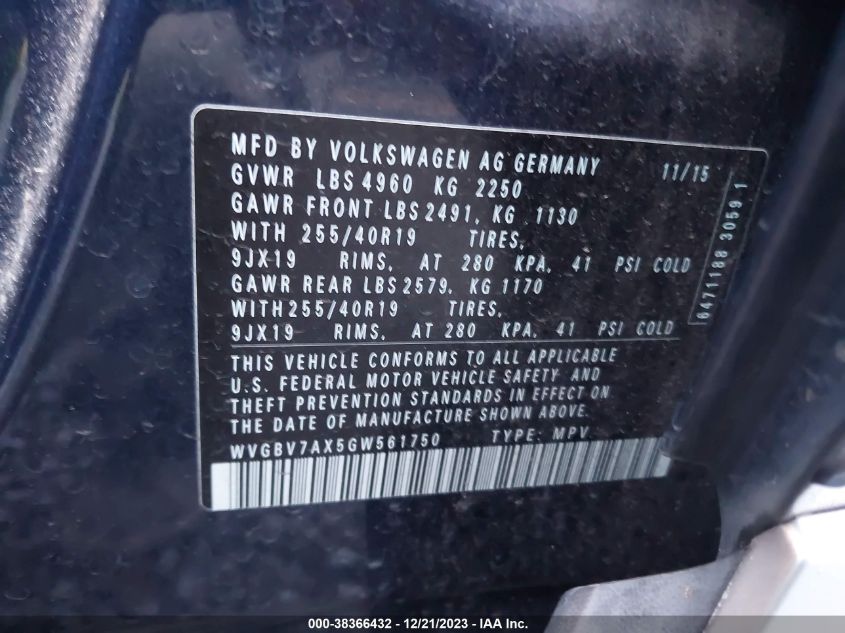 MFD BY VOLKSWAGEN AG GERMANY 11/15
GVWR LBS 4960 KG 2250
GAWR FRONT LBS 2491, KG 1130
WITH 255/40R19 TIRES,
9JX19 RIMS, AT 280 KPA, 41 PSI COLD
GAWR REAR LBS 2579, KG 1170
WITH 255/40R19 TIRES,
9JX19 RIMS, AT 280 KPA, 41 PSI COLD
THIS VEHICLE CONFORMS TO ALL APPLICABLE
U.S. FEDERAL MOTOR VEHICLE SAFETY AND
THEFT PREVENTION STANDARDS IN EFFECT ON
THE DATE OF MANUFACTURE SHOWN ABOVE.
WVGBV7AX5GW561750 TYPE: MPV
6471188 3059.1
000-38366432 - 12/21/2023 - IAA Inc.